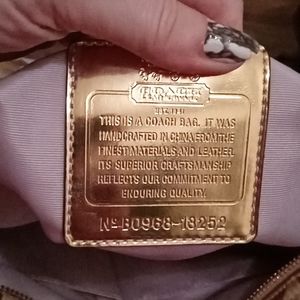 COACH
THIS IS A COACH BAG. IT WAS
HANDCRAFTED IN CHINA FROM THE
FINEST MATERIALS AND LEATHER.
ITS SUPERIOR CRAFTSMANSHIP
REFLECTS OUR COMMITMENT TO
ENDURING QUALITY.
Nº B0968-13252